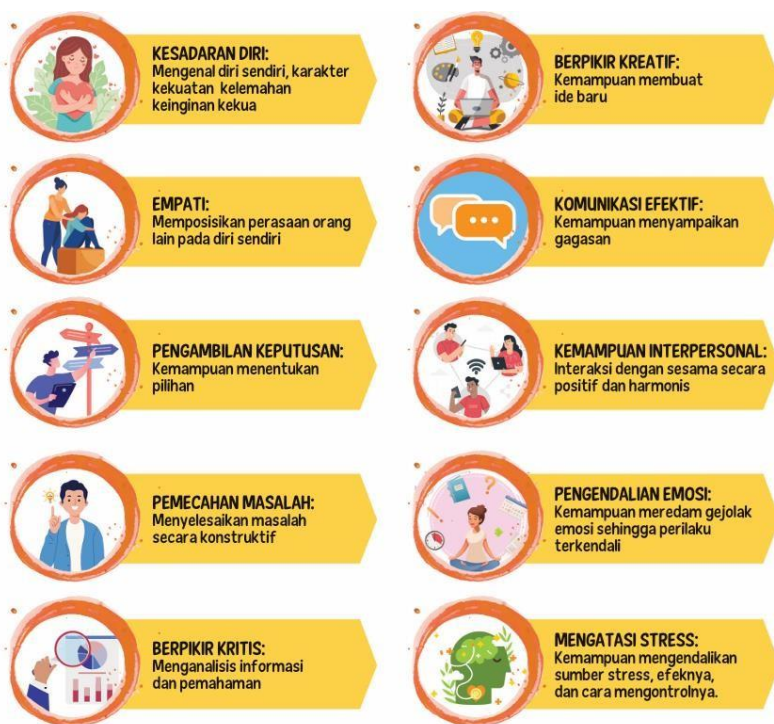 KESADARAN DIRI:
Mengenal diri sendiri, karakter
kekuatan kelemahan
keinginan kekua
EMPATI:
Memposisikan perasaan orang
lain pada diri sendiri
PENGAMBILAN KEPUTUSAN:
Kemampuan menentukan
pilihan
PEMECAHAN MASALAH:
Menyelesaikan masalah
secara konstruktif
BERPIKIR KRITIS:
Menganalisis informasi
dan pemahaman
BERPIKIR KREATIF:
Kemampuan membuat
ide baru
KOMUNIKASI EFEKTIF:
Kemampuan menyampaikan
gagasan
KEMAMPUAN INTERPERSONAL:
Interaksi dengan sesama secara
positif dan harmonis
PENGENDALIAN EMOSI:
Kemampuan meredam gejolak
emosi sehingga perilaku
terkendali
MENGATASI STRESS:
Kemampuan mengendalikan
sumber stress, efeknya,
dan cara mengontrolnya.